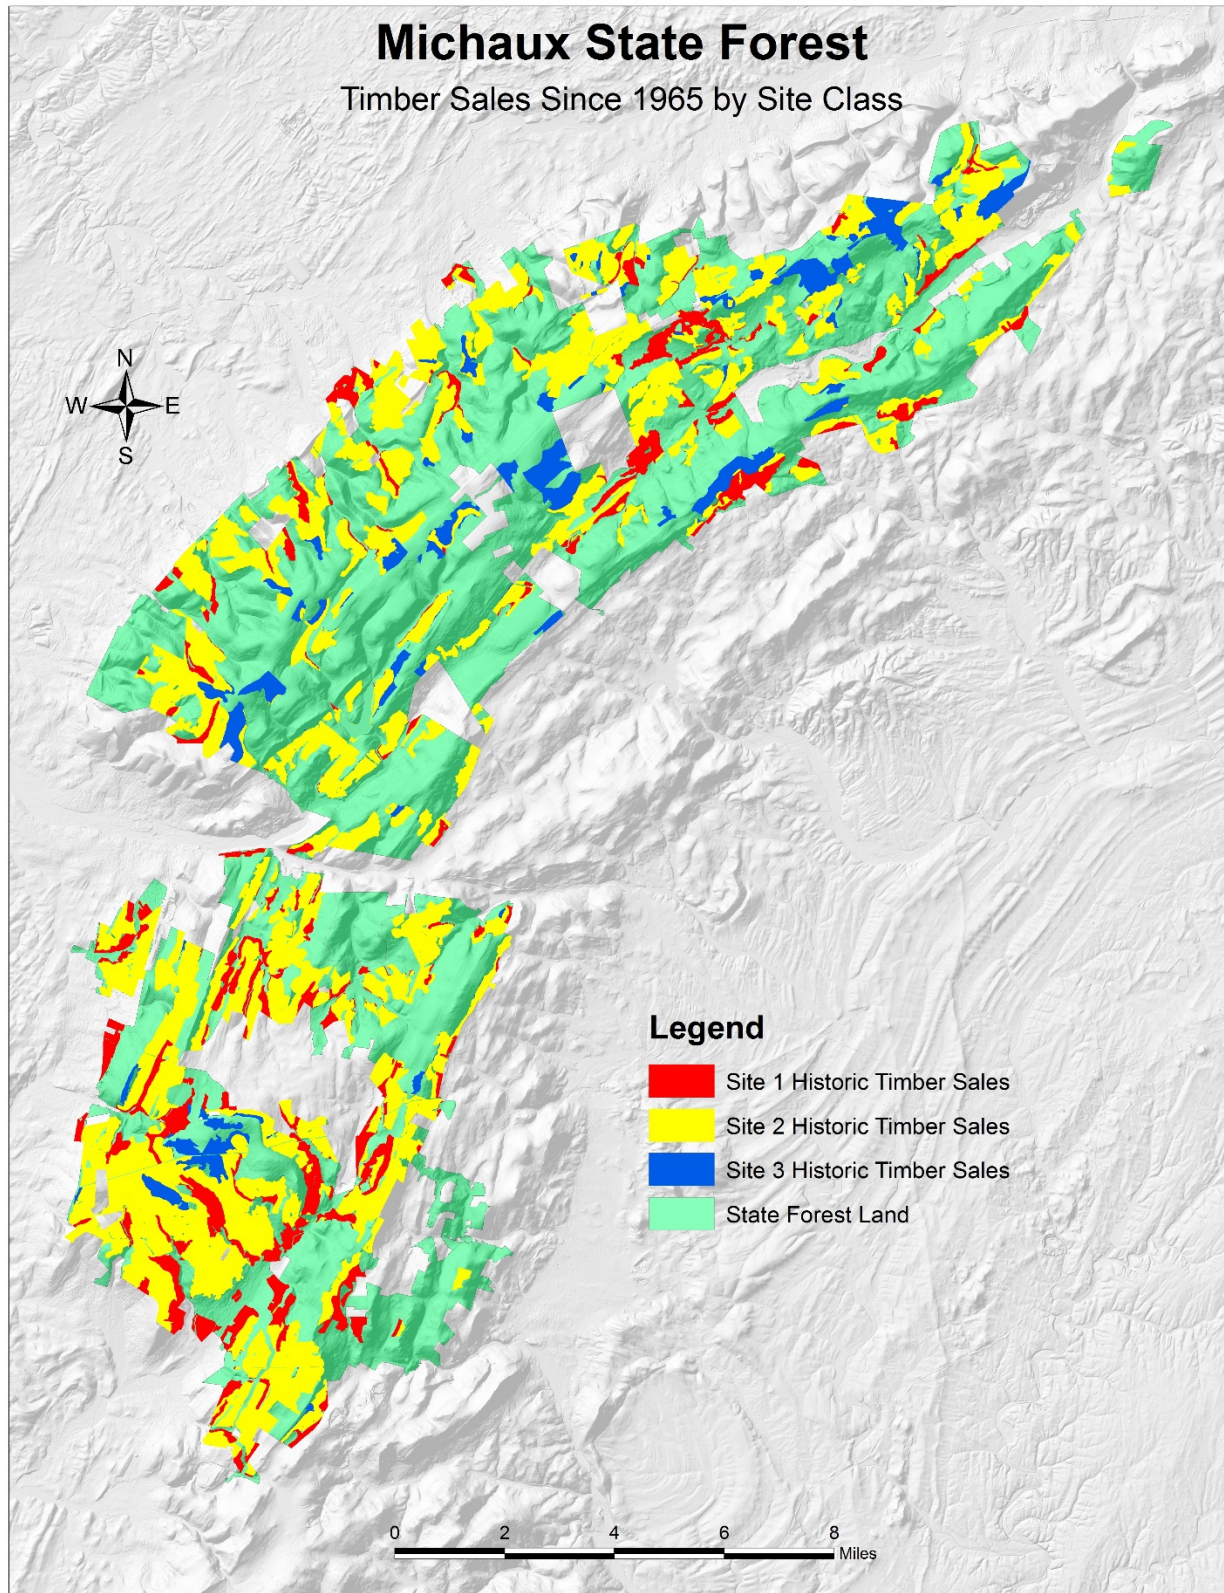 Michaux State Forest
Timber Sales Since 1965 by Site Class
N
W E
S
Legend
Site 1 Historic Timber Sales
Site 2 Historic Timber Sales
Site 3 Historic Timber Sales
State Forest Land
0 2 4 6 8
Miles